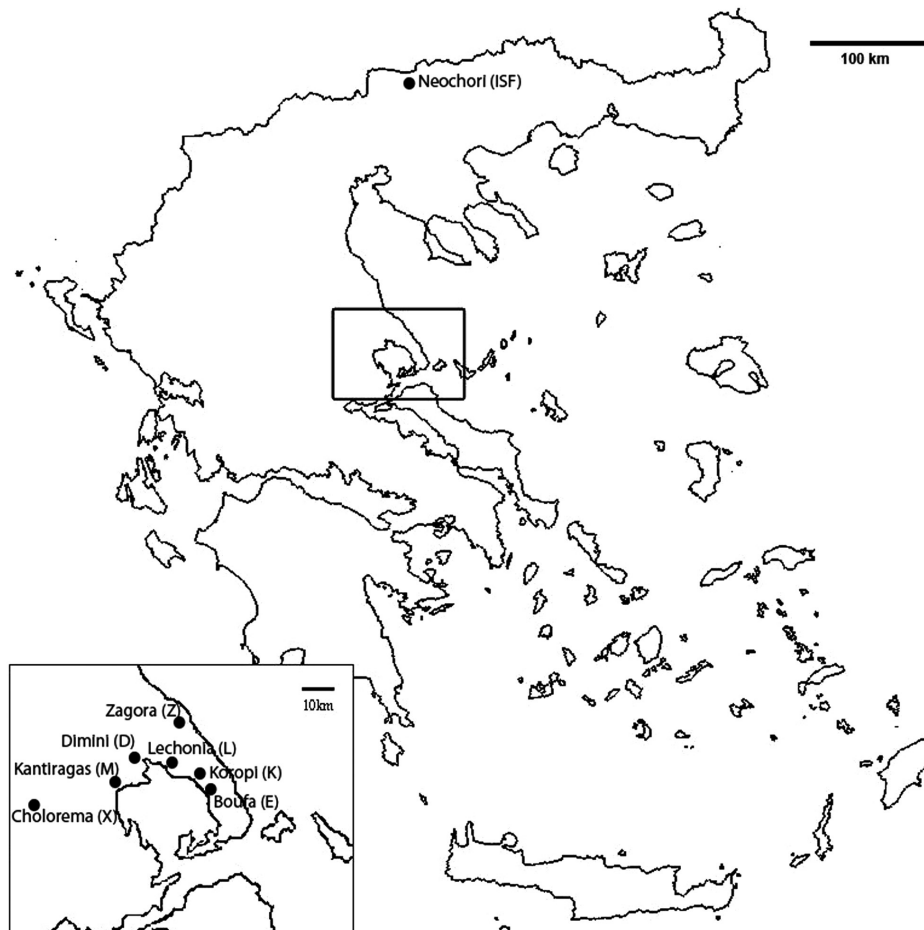 100 km
Neochori (ISF)
10km
Zagora (Z)
Dimini (D)
Lechonia (L)
Kantiragas (M)
Koropi (K)
Boufa (E)
Cholorema (X)